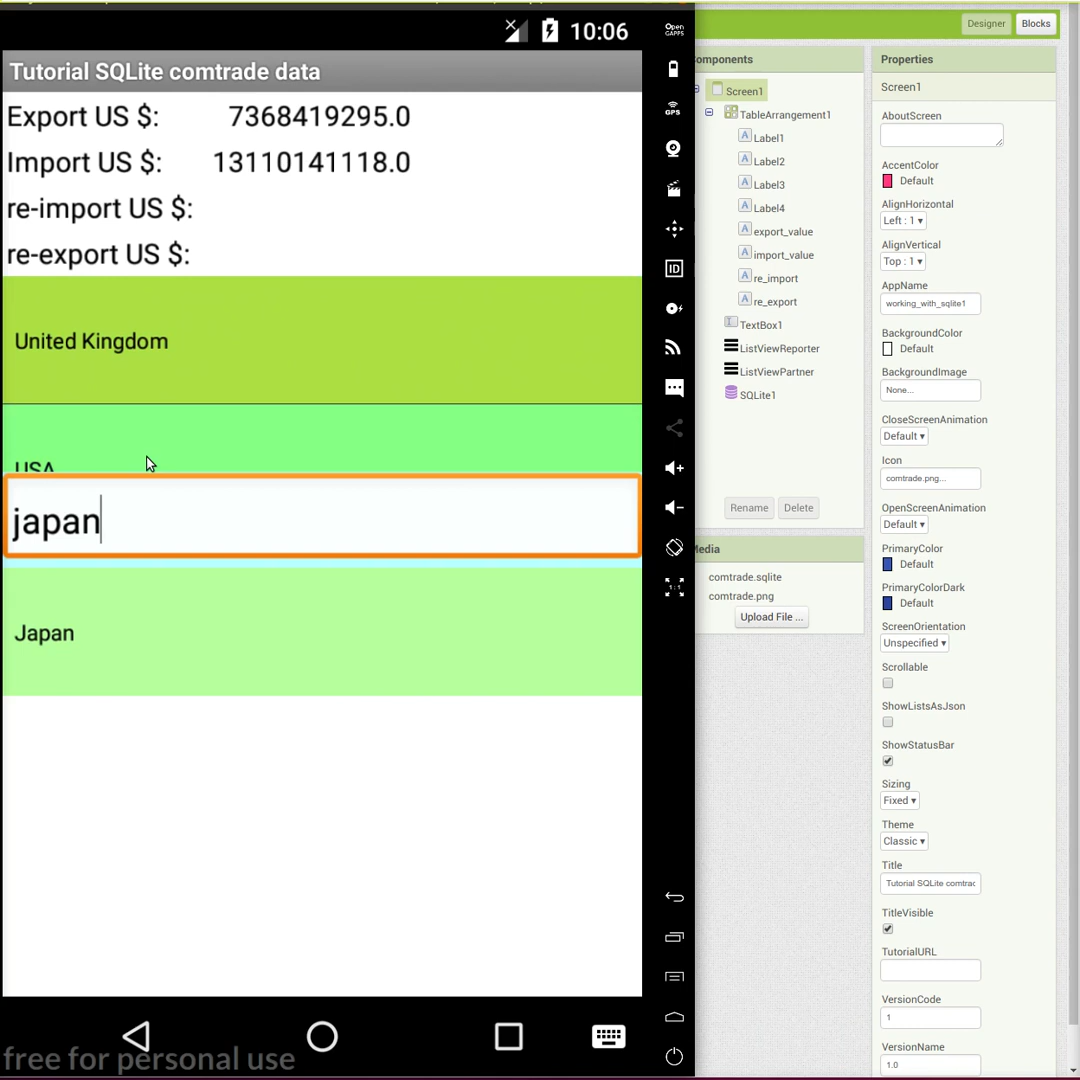 10:06
Tutorial SQLite comtrade data
Export US $: 7368419295.0
Import US $: 13110141118.0
re-import US $:
re-export US $:
United Kingdom
USA
japan
Japan
free for personal use
Open
GAPPS
GPS
ID
1:1
Designer
Blocks
omponents
Screen1
TableArrangement1
A Label1
A Label2
A Label3
A Label4
A export_value
A import_value
A re_import
A re_export
TextBox1
ListViewReporter
ListViewPartner
SQLite1
Rename
Delete
Media
comtrade.sqlite
comtrade.png
Upload File ...
Properties
Screen1
AboutScreen
AccentColor
Default
AlignHorizontal
Left : 1
AlignVertical
Top : 1
AppName
working_with_sqlite1
BackgroundColor
Default
BackgroundImage
None...
CloseScreenAnimation
Default
Icon
comtrade.png...
OpenScreenAnimation
Default
PrimaryColor
Default
PrimaryColorDark
Default
ScreenOrientation
Unspecified
Scrollable
ShowListsAsJson
ShowStatusBar
Sizing
Fixed
Theme
Classic
Title
Tutorial SQLite comtrac
TitleVisible
TutorialURL
VersionCode
1
VersionName
1.0